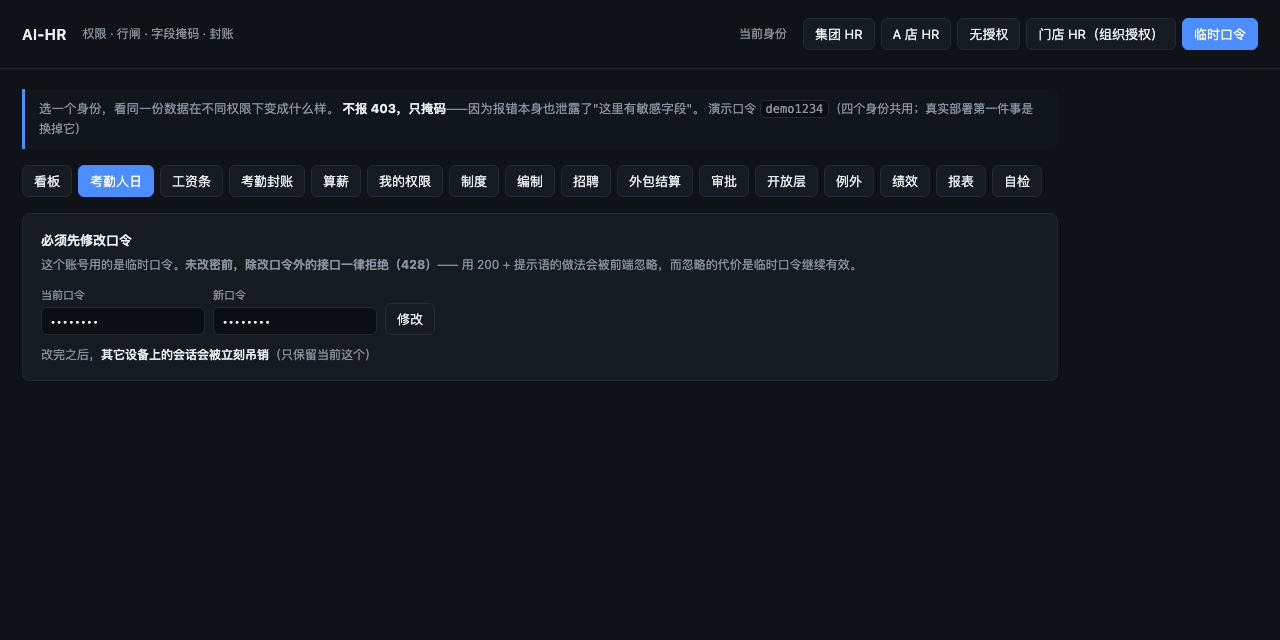 AI-HR 权限 · 行闸 · 字段掩码 · 封账 当前身份 集团 HR A 店 HR 无授权 门店 HR（组织授权） 临时口令
选一个身份，看同一份数据在不同权限下变成什么样。 不报 403，只掩码——因为报错本身也泄露了"这里有敏感字段"。 演示口令 demo1234 （四个身份共用；真实部署第一件事是
换掉它）
看板 考勤人日 工资条 考勤封账 算薪 我的权限 制度 编制 招聘 外包结算 审批 开放层 例外 绩效 报表 自检
必须先修改口令
这个账号用的是临时口令。未改密前，除改口令外的接口一律拒绝（428）—— 用 200 + 提示语的做法会被前端忽略，而忽略的代价是临时口令继续有效。
当前口令 新口令
•••••••• •••••••• 修改
改完之后，其它设备上的会话会被立刻吊销（只保留当前这个）